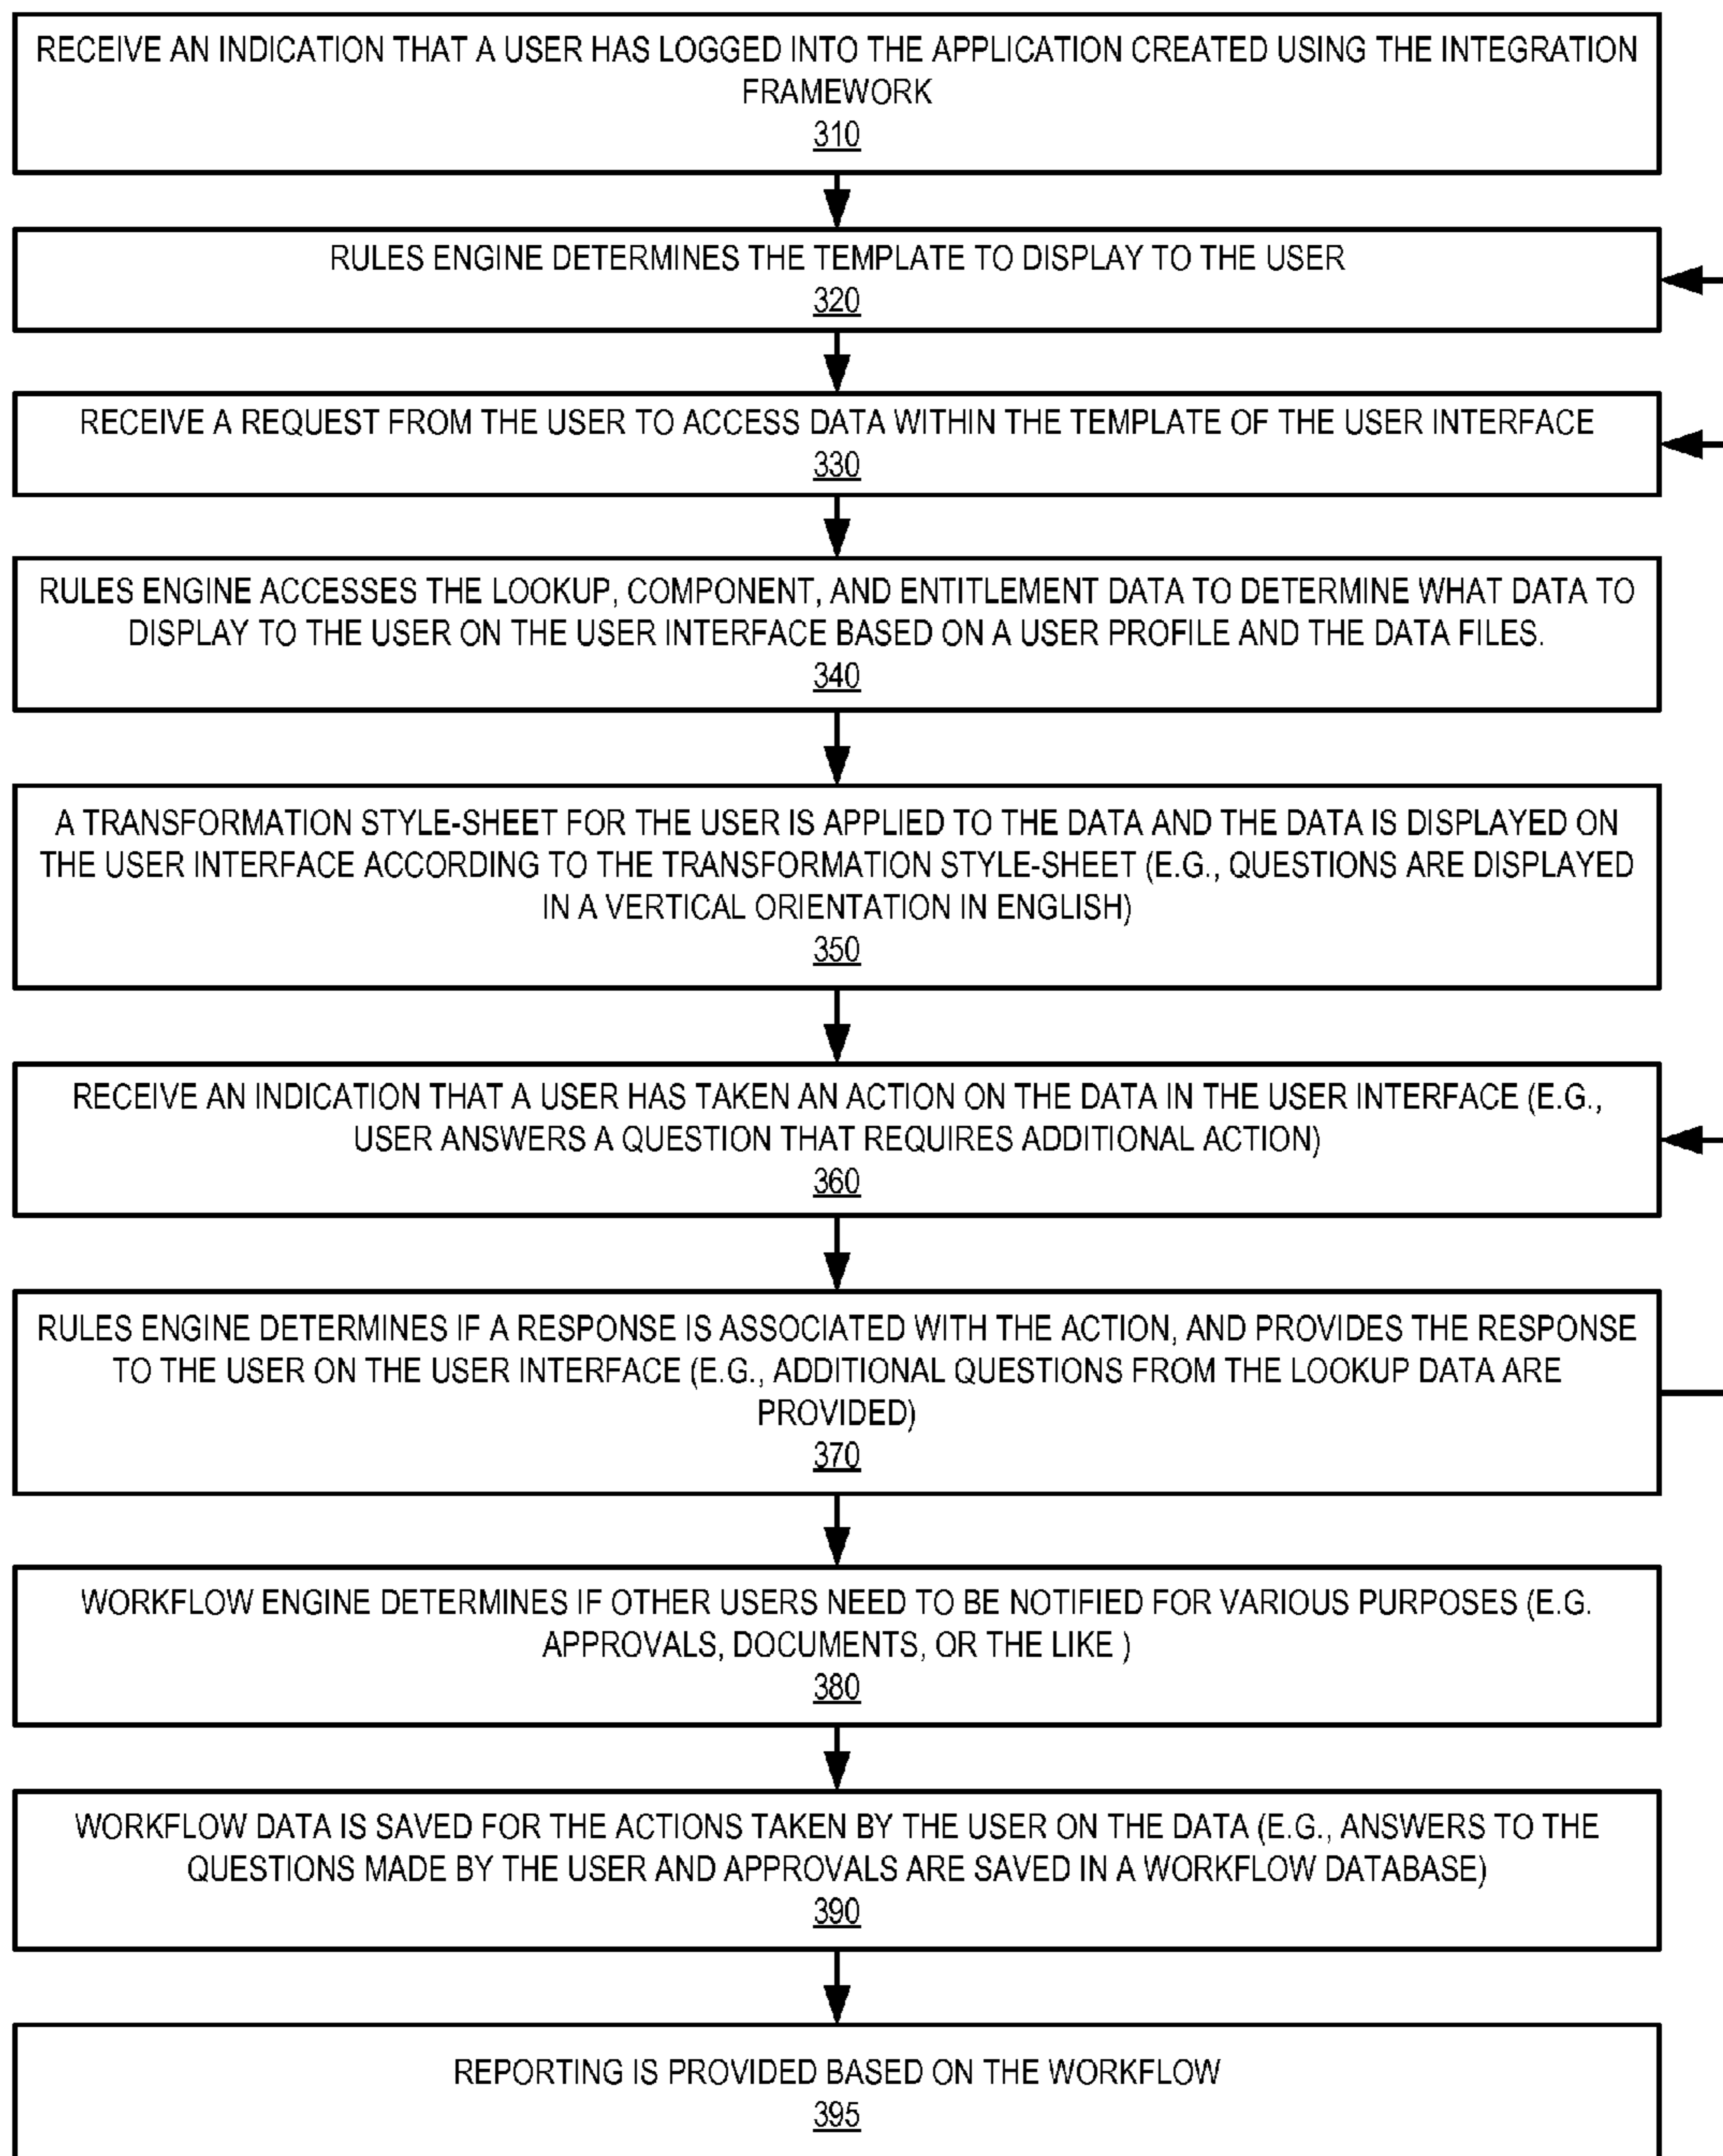 RECEIVE AN INDICATION THAT A USER HAS LOGGED INTO THE APPLICATION CREATED USING THE INTEGRATION
FRAMEWORK
310
RULES ENGINE DETERMINES THE TEMPLATE TO DISPLAY TO THE USER
320
RECEIVE A REQUEST FROM THE USER TO ACCESS DATA WITHIN THE TEMPLATE OF THE USER INTERFACE
330
RULES ENGINE ACCESSES THE LOOKUP, COMPONENT, AND ENTITLEMENT DATA TO DETERMINE WHAT DATA TO
DISPLAY TO THE USER ON THE USER INTERFACE BASED ON A USER PROFILE AND THE DATA FILES.
340
A TRANSFORMATION STYLE-SHEET FOR THE USER IS APPLIED TO THE DATA AND THE DATA IS DISPLAYED ON
THE USER INTERFACE ACCORDING TO THE TRANSFORMATION STYLE-SHEET (E.G., QUESTIONS ARE DISPLAYED
IN A VERTICAL ORIENTATION IN ENGLISH)
350
RECEIVE AN INDICATION THAT A USER HAS TAKEN AN ACTION ON THE DATA IN THE USER INTERFACE (E.G.,
USER ANSWERS A QUESTION THAT REQUIRES ADDITIONAL ACTION)
360
RULES ENGINE DETERMINES IF A RESPONSE IS ASSOCIATED WITH THE ACTION, AND PROVIDES THE RESPONSE
TO THE USER ON THE USER INTERFACE (E.G., ADDITIONAL QUESTIONS FROM THE LOOKUP DATA ARE
PROVIDED)
370
WORKFLOW ENGINE DETERMINES IF OTHER USERS NEED TO BE NOTIFIED FOR VARIOUS PURPOSES (E.G.
APPROVALS, DOCUMENTS, OR THE LIKE )
380
WORKFLOW DATA IS SAVED FOR THE ACTIONS TAKEN BY THE USER ON THE DATA (E.G., ANSWERS TO THE
QUESTIONS MADE BY THE USER AND APPROVALS ARE SAVED IN A WORKFLOW DATABASE)
390
REPORTING IS PROVIDED BASED ON THE WORKFLOW
395